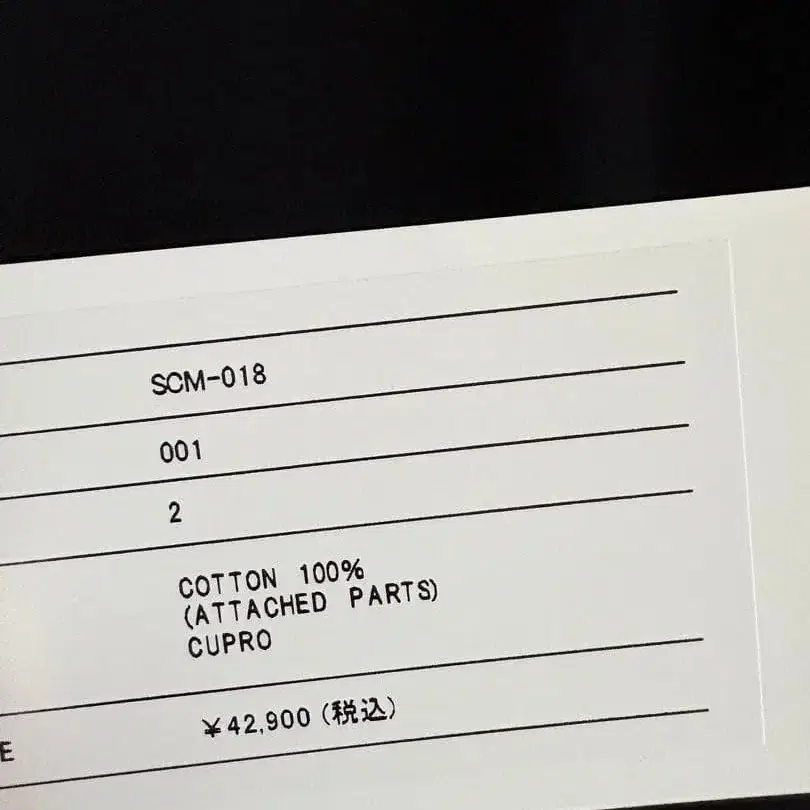 SCM-018
001
2
COTTON 100%
(ATTACHED PARTS)
CUPRO
E ¥42,900(税込)